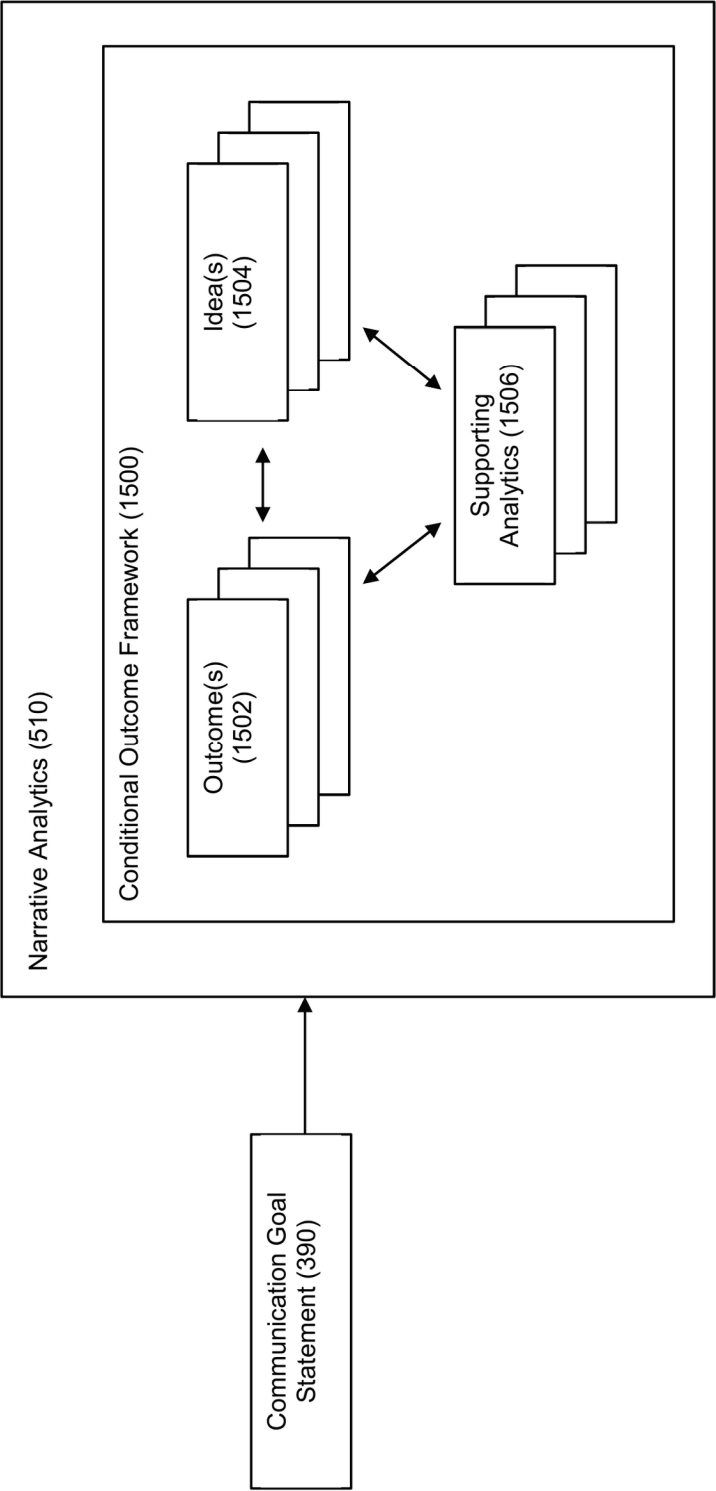 Communication Goal
Statement (390)
Narrative Analytics (510)
Conditional Outcome Framework (1500)
Outcome(s)
(1502)
Idea(s)
(1504)
Supporting
Analytics (1506)